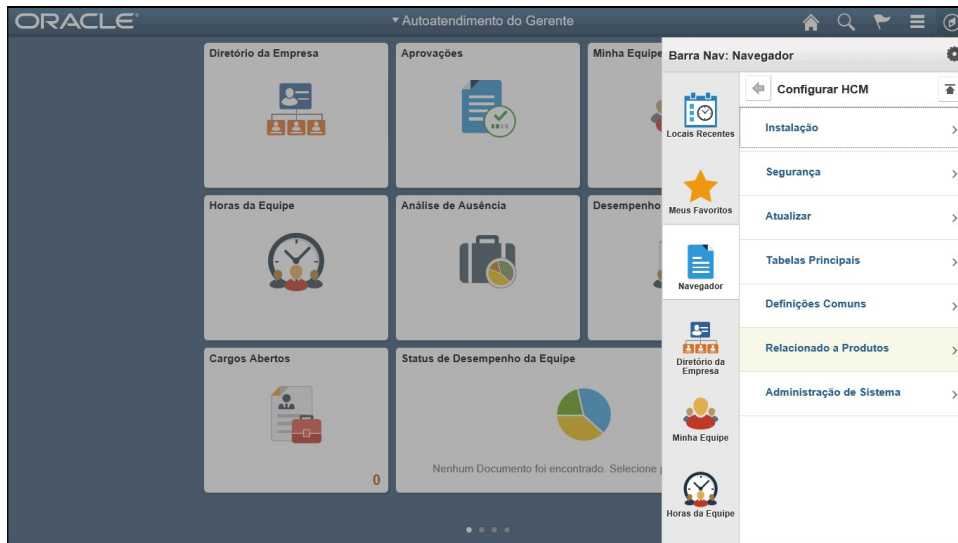 ORACLE
Autoatendimento do Gerente
Diretório da Empresa
Aprovações
Minha Equipe
Horas da Equipe
Análise de Ausência
Desempenho
Cargos Abertos
0
Status de Desempenho da Equipe
Nenhum Documento foi encontrado. Selecione
Barra Nav: Navegador
Locais Recentes
Meus Favoritos
Navegador
Diretório da
Empresa
Minha Equipe
Horas da Equipe
Configurar HCM
Instalação
Segurança
Atualizar
Tabelas Principais
Definições Comuns
Relacionado a Produtos
Administração de Sistema